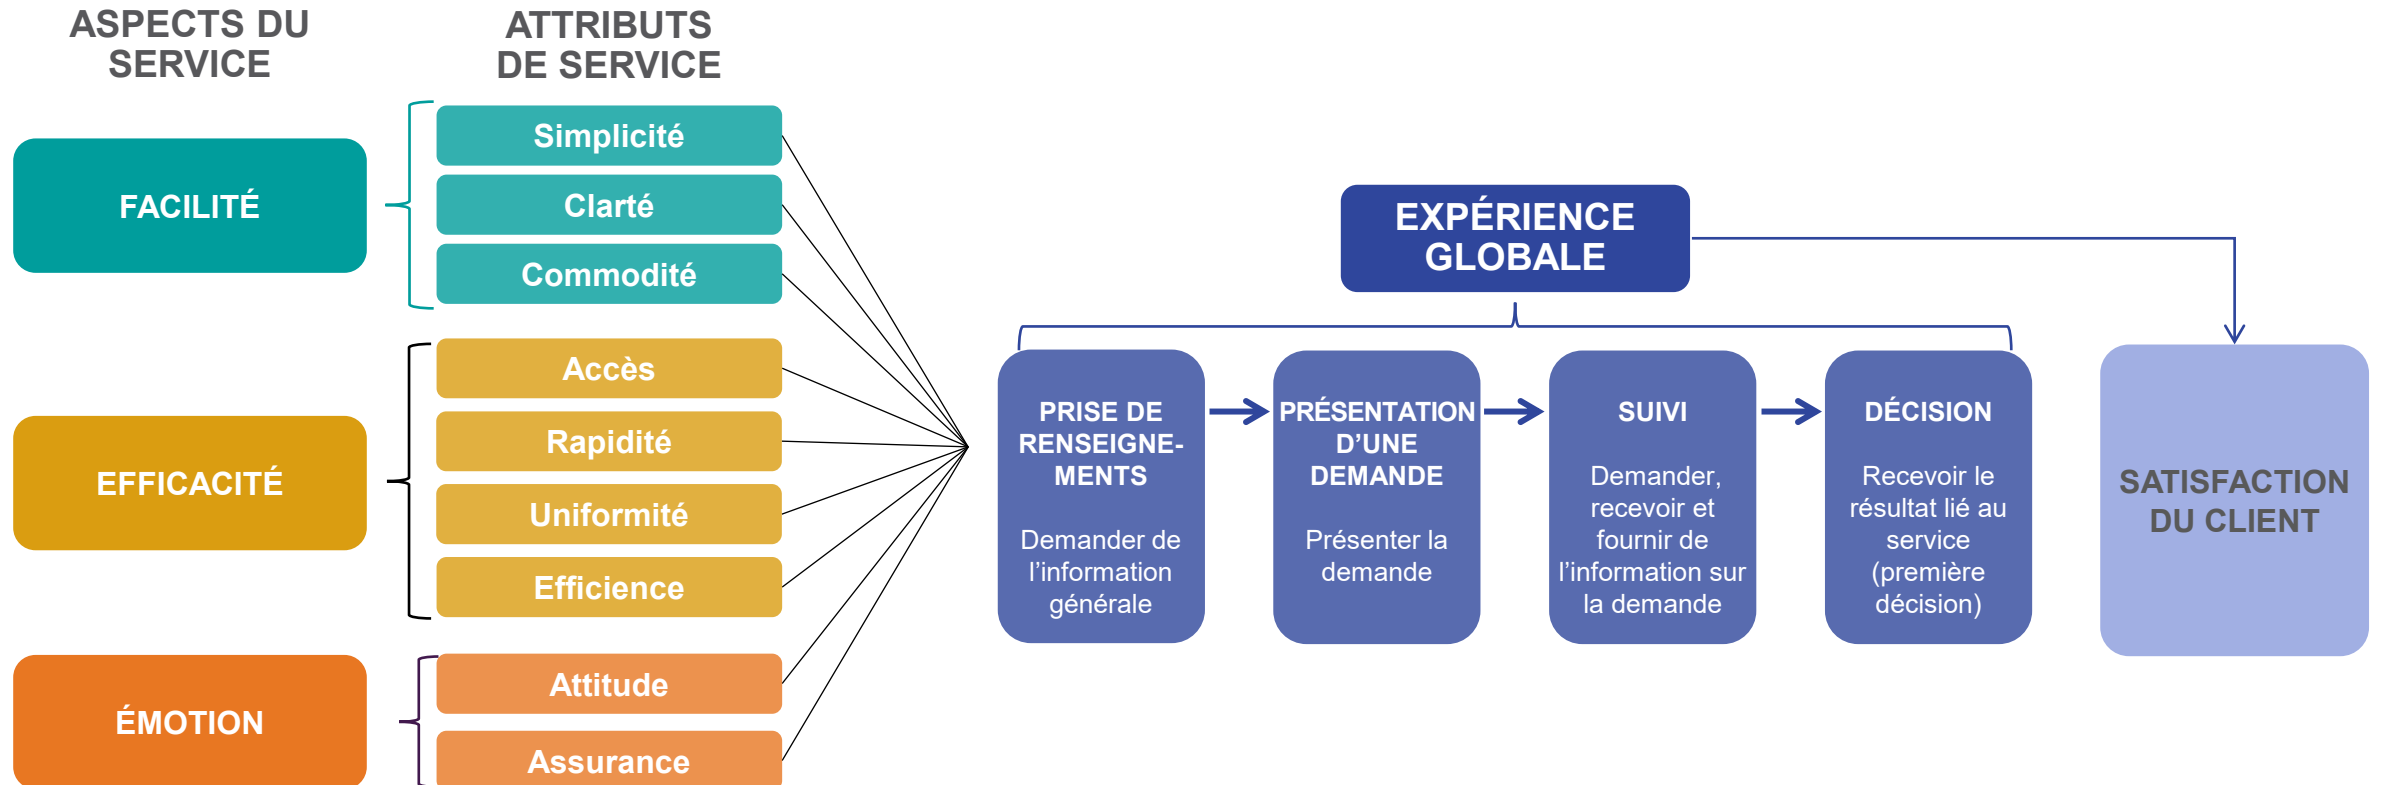 ASPECTS DU
SERVICE
ATTRIBUTS
DE SERVICE
FACILITÉ
Simplicité
Clarté
Commodité
EFFICACITÉ
Accès
Rapidité
Uniformité
Efficience
ÉMOTION
Attitude
Assurance
EXPÉRIENCE
GLOBALE
PRISE DE
RENSEIGNE-
MENTS
Demander de
l’information
générale
PRÉSENTATION
D’UNE
DEMANDE
Présenter la
demande
SUIVI
Demander,
recevoir et
fournir de
l’information sur
la demande
DÉCISION
Recevoir le
résultat lié au
service
(première
décision)
SATISFACTION
DU CLIENT